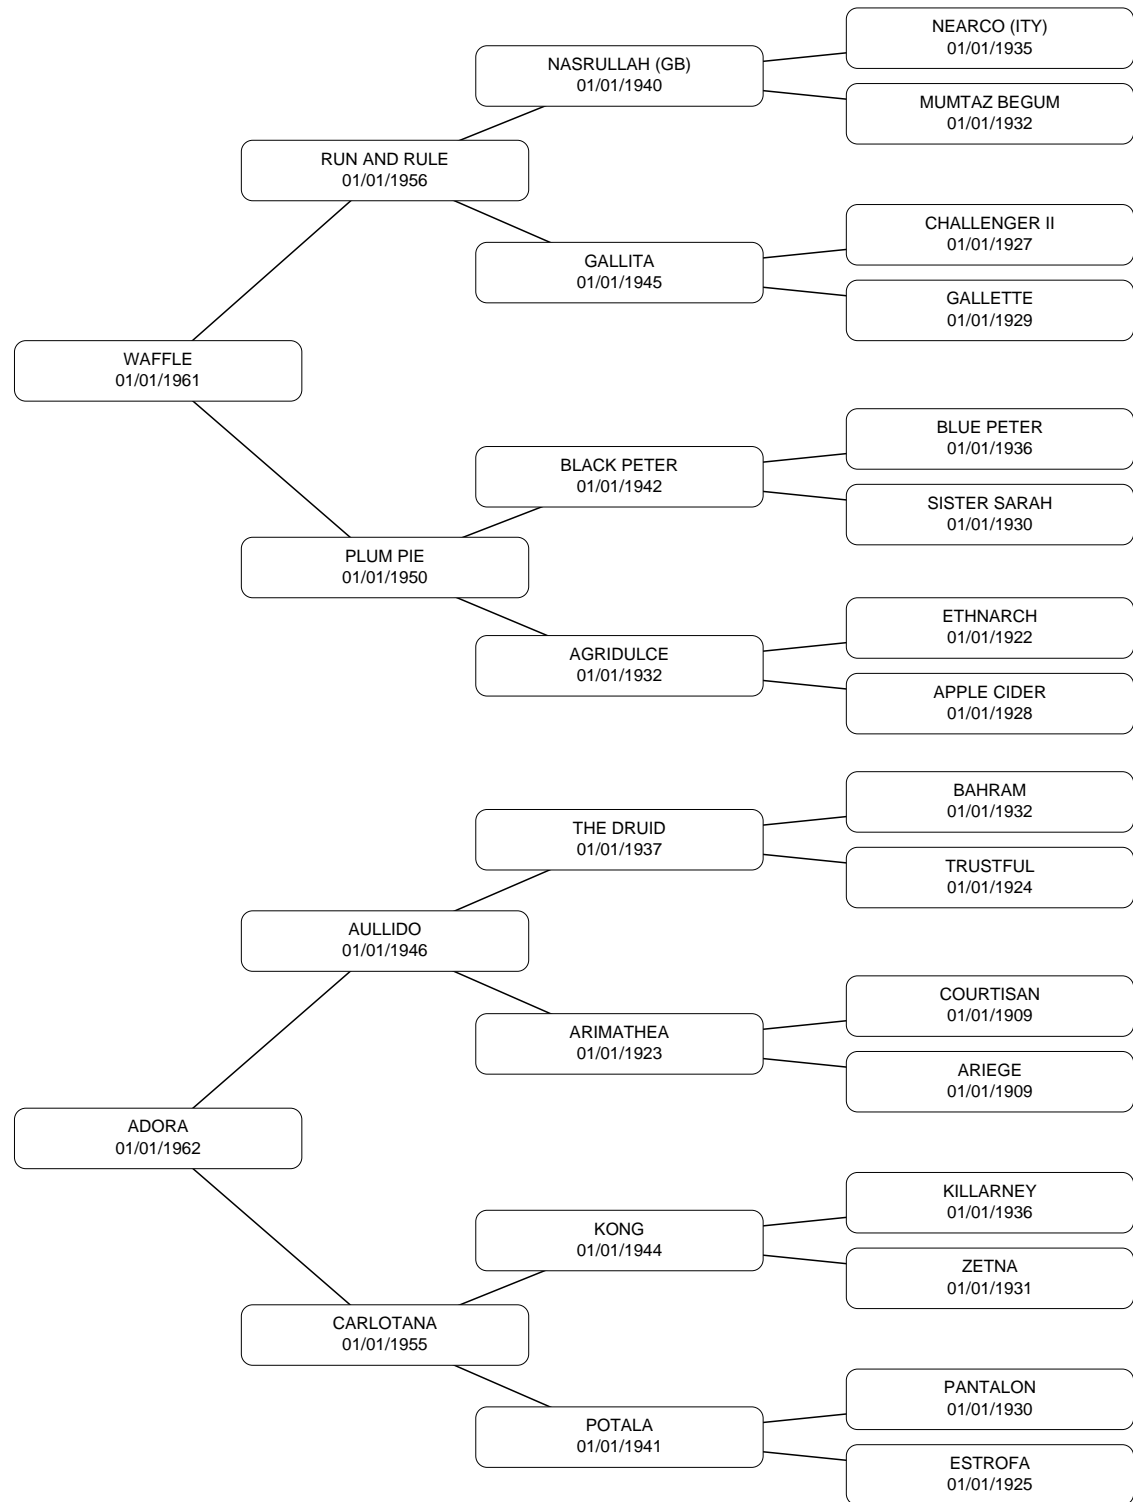 NEARCO (ITY)
01/01/1935
NASRULLAH (GB)
01/01/1940
MUMTAZ BEGUM
01/01/1932
RUN AND RULE
01/01/1956
CHALLENGER II
01/01/1927
GALLITA
01/01/1945
GALLETTE
01/01/1929
WAFFLE
01/01/1961
BLUE PETER
01/01/1936
BLACK PETER
01/01/1942
SISTER SARAH
01/01/1930
PLUM PIE
01/01/1950
ETHNARCH
01/01/1922
AGRIDULCE
01/01/1932
APPLE CIDER
01/01/1928
BAHRAM
01/01/1932
THE DRUID
01/01/1937
TRUSTFUL
01/01/1924
AULLIDO
01/01/1946
COURTISAN
01/01/1909
ARIMATHEA
01/01/1923
ARIEGE
01/01/1909
ADORA
01/01/1962
KILLARNEY
01/01/1936
KONG
01/01/1944
ZETNA
01/01/1931
CARLOTANA
01/01/1955
PANTALON
01/01/1930
POTALA
01/01/1941
ESTROFA
01/01/1925